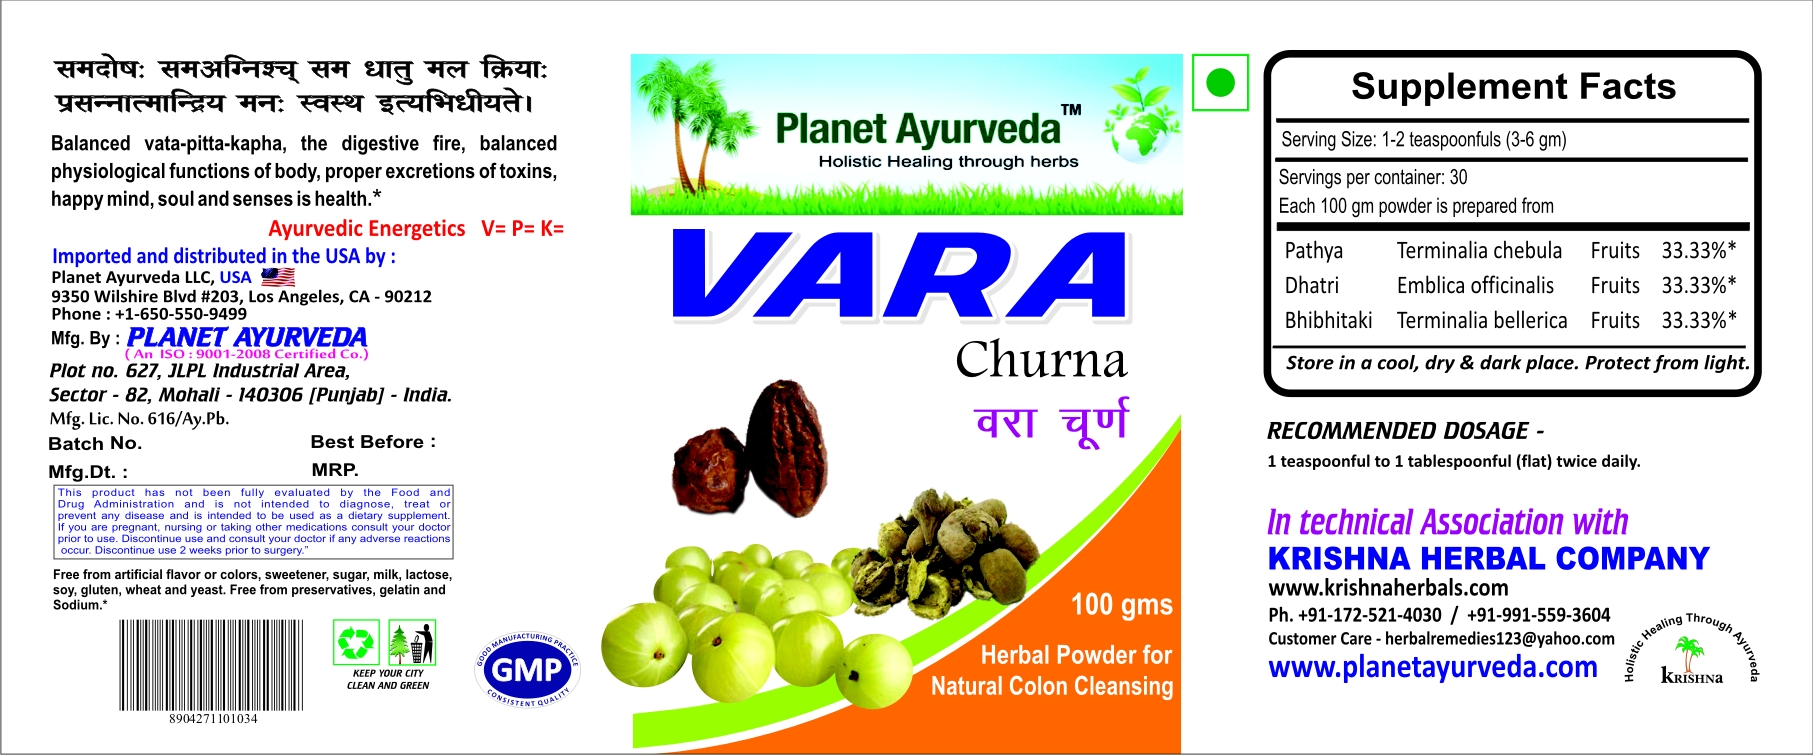 समदोषः समअग्निश्च् सम धातु मल क्रियाः
प्रसन्नात्मान्द्रिय मनः स्वस्थ इत्यभिधीयते।
Balanced vata-pitta-kapha, the digestive fire, balanced
physiological functions of body, proper excretions of toxins,
happy mind, soul and senses is health.*
Ayurvedic Energetics V= P= K=
Imported and distributed in the USA by :
Planet Ayurveda LLC, USA
9350 Wilshire Blvd #203, Los Angeles, CA - 90212
Phone : +1-650-550-9499
Mfg. By : PLANET AYURVEDA
( An ISO : 9001-2008 Certified Co.)
Plot no. 627, JLPL Industrial Area,
Sector - 82, Mohali - 140306 [Punjab] - India.
Mfg. Lic. No. 616/Ay.Pb.
Batch No. Best Before :
Mfg.Dt. : MRP.
This product has not been fully evaluated by the Food and
Drug Administration and is not intended to diagnose, treat or
prevent any disease and is intended to be used as a dietary supplement.
If you are pregnant, nursing or taking other medications consult your doctor
prior to use. Discontinue use and consult your doctor if any adverse reactions
occur. Discontinue use 2 weeks prior to surgery.”
Free from artificial flavor or colors, sweetener, sugar, milk, lactose,
soy, gluten, wheat and yeast. Free from preservatives, gelatin and
Sodium.*
8904271101034
KEEP YOUR CITY
CLEAN AND GREEN
GOOD MANUFACTURING PRACTICE
GMP
CONSISTENT QUALITY
Planet Ayurveda™
Holistic Healing through herbs
VARA
Churna
वरा चूर्ण
100 gms
Herbal Powder for
Natural Colon Cleansing
Supplement Facts
Serving Size: 1-2 teaspoonfuls (3-6 gm)
Servings per container: 30
Each 100 gm powder is prepared from
Pathya Terminalia chebula Fruits 33.33%*
Dhatri Emblica officinalis Fruits 33.33%*
Bhibhitaki Terminalia bellerica Fruits 33.33%*
Store in a cool, dry & dark place. Protect from light.
RECOMMENDED DOSAGE -
1 teaspoonful to 1 tablespoonful (flat) twice daily.
In technical Association with
KRISHNA HERBAL COMPANY
www.krishnaherbals.com
Ph. +91-172-521-4030 / +91-991-559-3604
Customer Care - herbalremedies123@yahoo.com
www.planetayurveda.com
Holistic Healing Through Ayurveda
KRISHNa